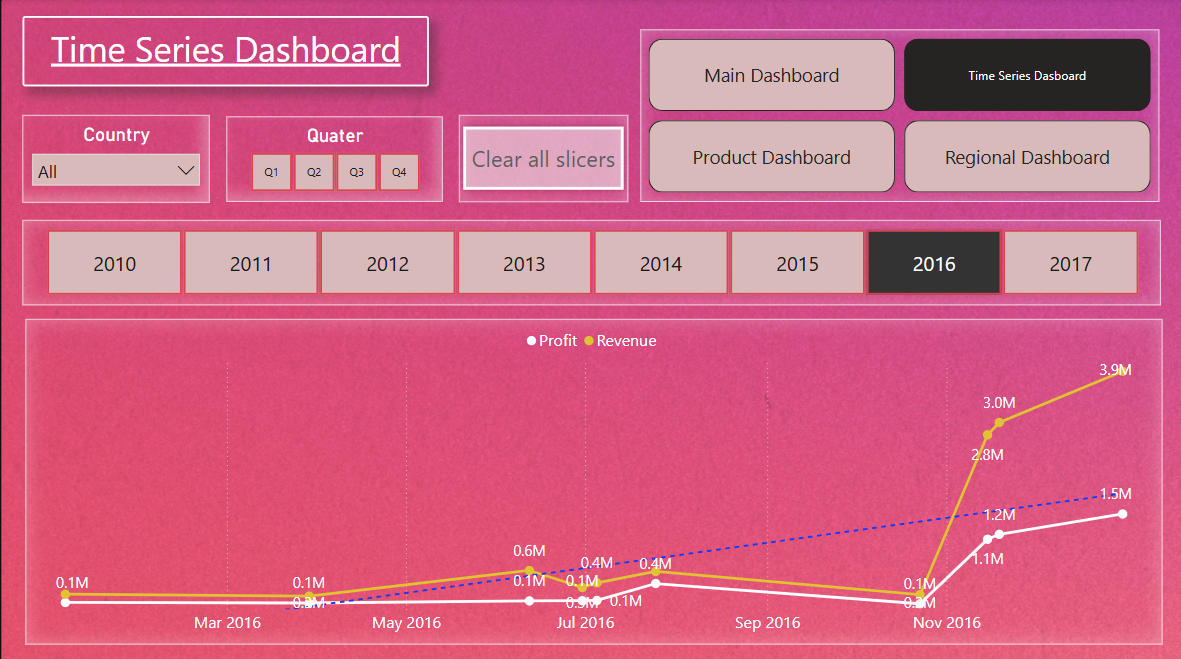 Time Series Dashboard
Main Dashboard
Time Series Dasboard
Country
Quater
All
Q1 Q2 Q3 Q4
Clear all slicers
Product Dashboard
Regional Dashboard
2010 2011 2012 2013 2014 2015 2016 2017
Profit Revenue
3.9M
3.0M
2.8M
1.5M
1.2M
1.1M
0.6M
0.4M 0.4M
0.1M 0.1M 0.1M 0.1M 0.1M
0.1M
Mar 2016 May 2016 Jul 2016 Sep 2016 Nov 2016